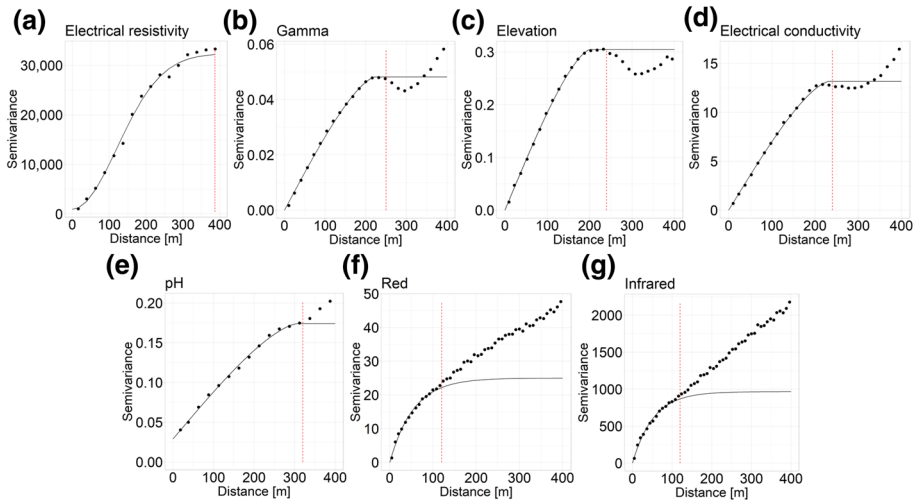 (a) Electrical resistivity
Semivariance
30,000
20,000
10,000
0
0 100 200 300 400
Distance [m]
(b) Gamma
Semivariance
0.06
0.04
0.02
0.00
0 100 200 300 400
Distance [m]
(c) Elevation
Semivariance
0.3
0.2
0.1
0.0
0 100 200 300 400
Distance [m]
(d) Electrical conductivity
Semivariance
15
10
5
0
0 100 200 300 400
Distance [m]
(e) pH
Semivariance
0.20
0.15
0.10
0.05
0.00
0 100 200 300 400
Distance [m]
(f) Red
Semivariance
50
40
30
20
10
0
0 100 200 300 400
Distance [m]
(g) Infrared
Semivariance
2000
1500
1000
500
0
0 100 200 300 400
Distance [m]